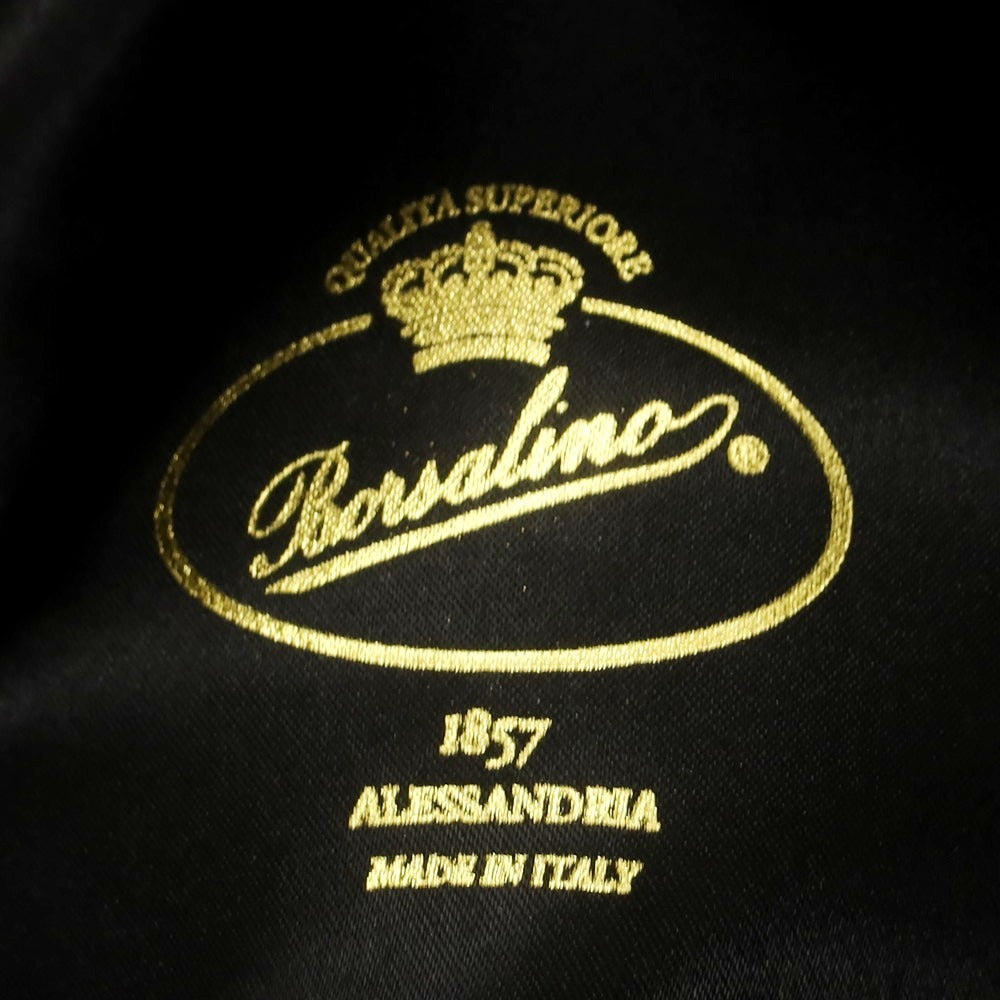 QUALITA SUPERIORE
Borsalino ®
1857
ALESSANDRIA
MADE IN ITALY